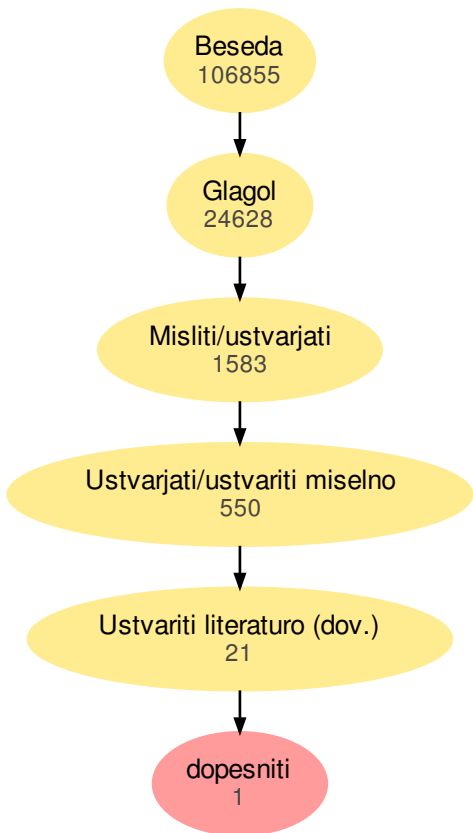 Beseda
106855
Glagol
24628
Misliti/ustvarjati
1583
Ustvarjati/ustvariti miselno
550
Ustvariti literaturo (dov.)
21
dopesniti
1